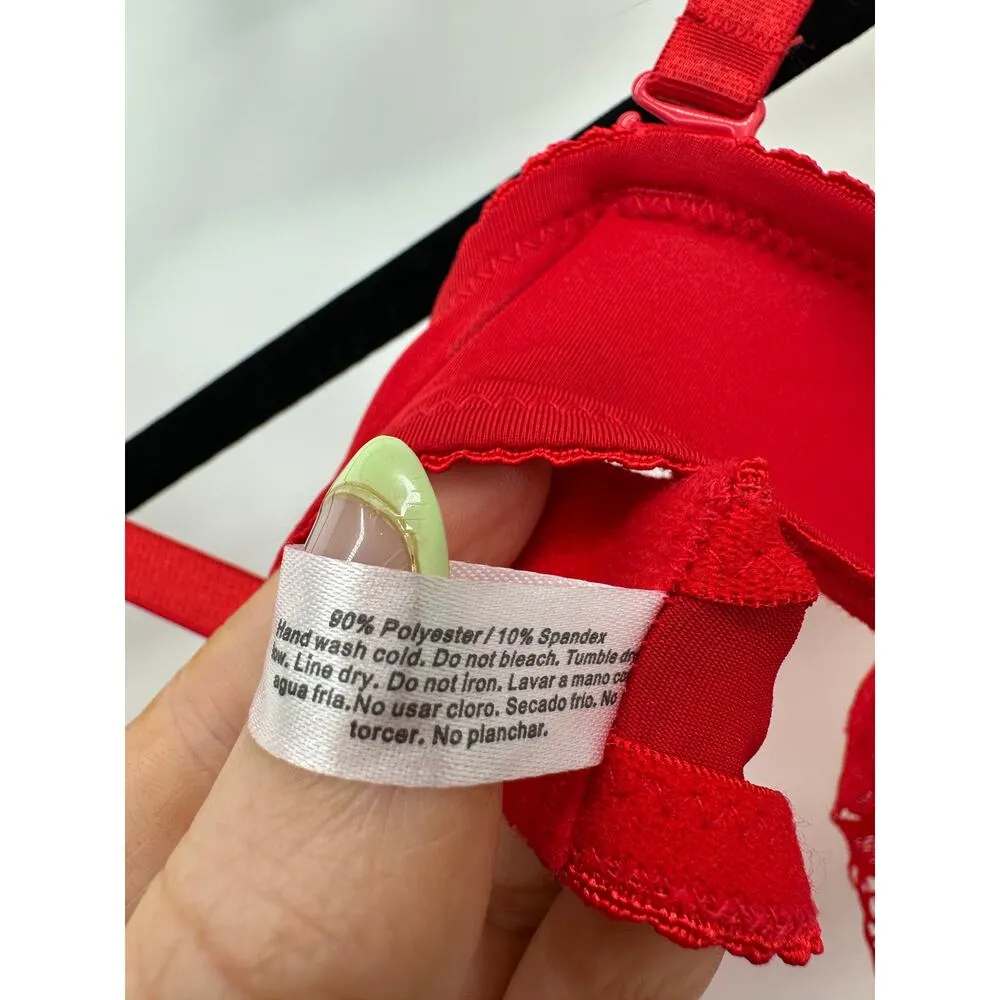 90% Polyester / 10% Spandex
Hand wash cold. Do not bleach. Tumble dry
low. Line dry. Do not iron. Lavar a mano
agua fria. No usar cloro. Secado frio. No
torcer. No planchar.